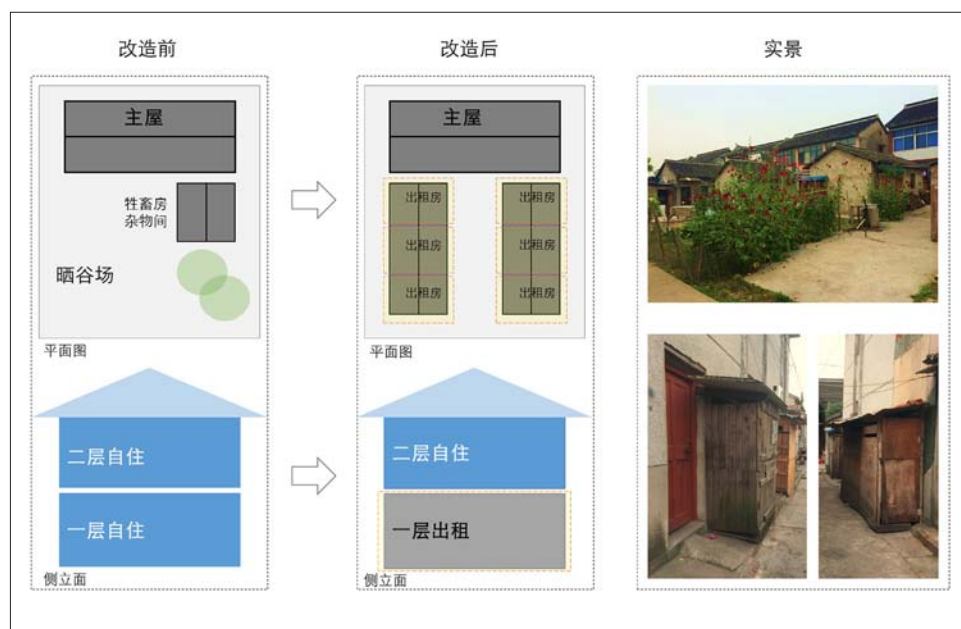 改造前
改造后
实景
主屋
牲畜房
杂物间
晒谷场
平面图
二层自住
一层自住
侧立面
主屋
出租房
出租房
出租房
出租房
出租房
出租房
平面图
二层自住
一层出租
侧立面